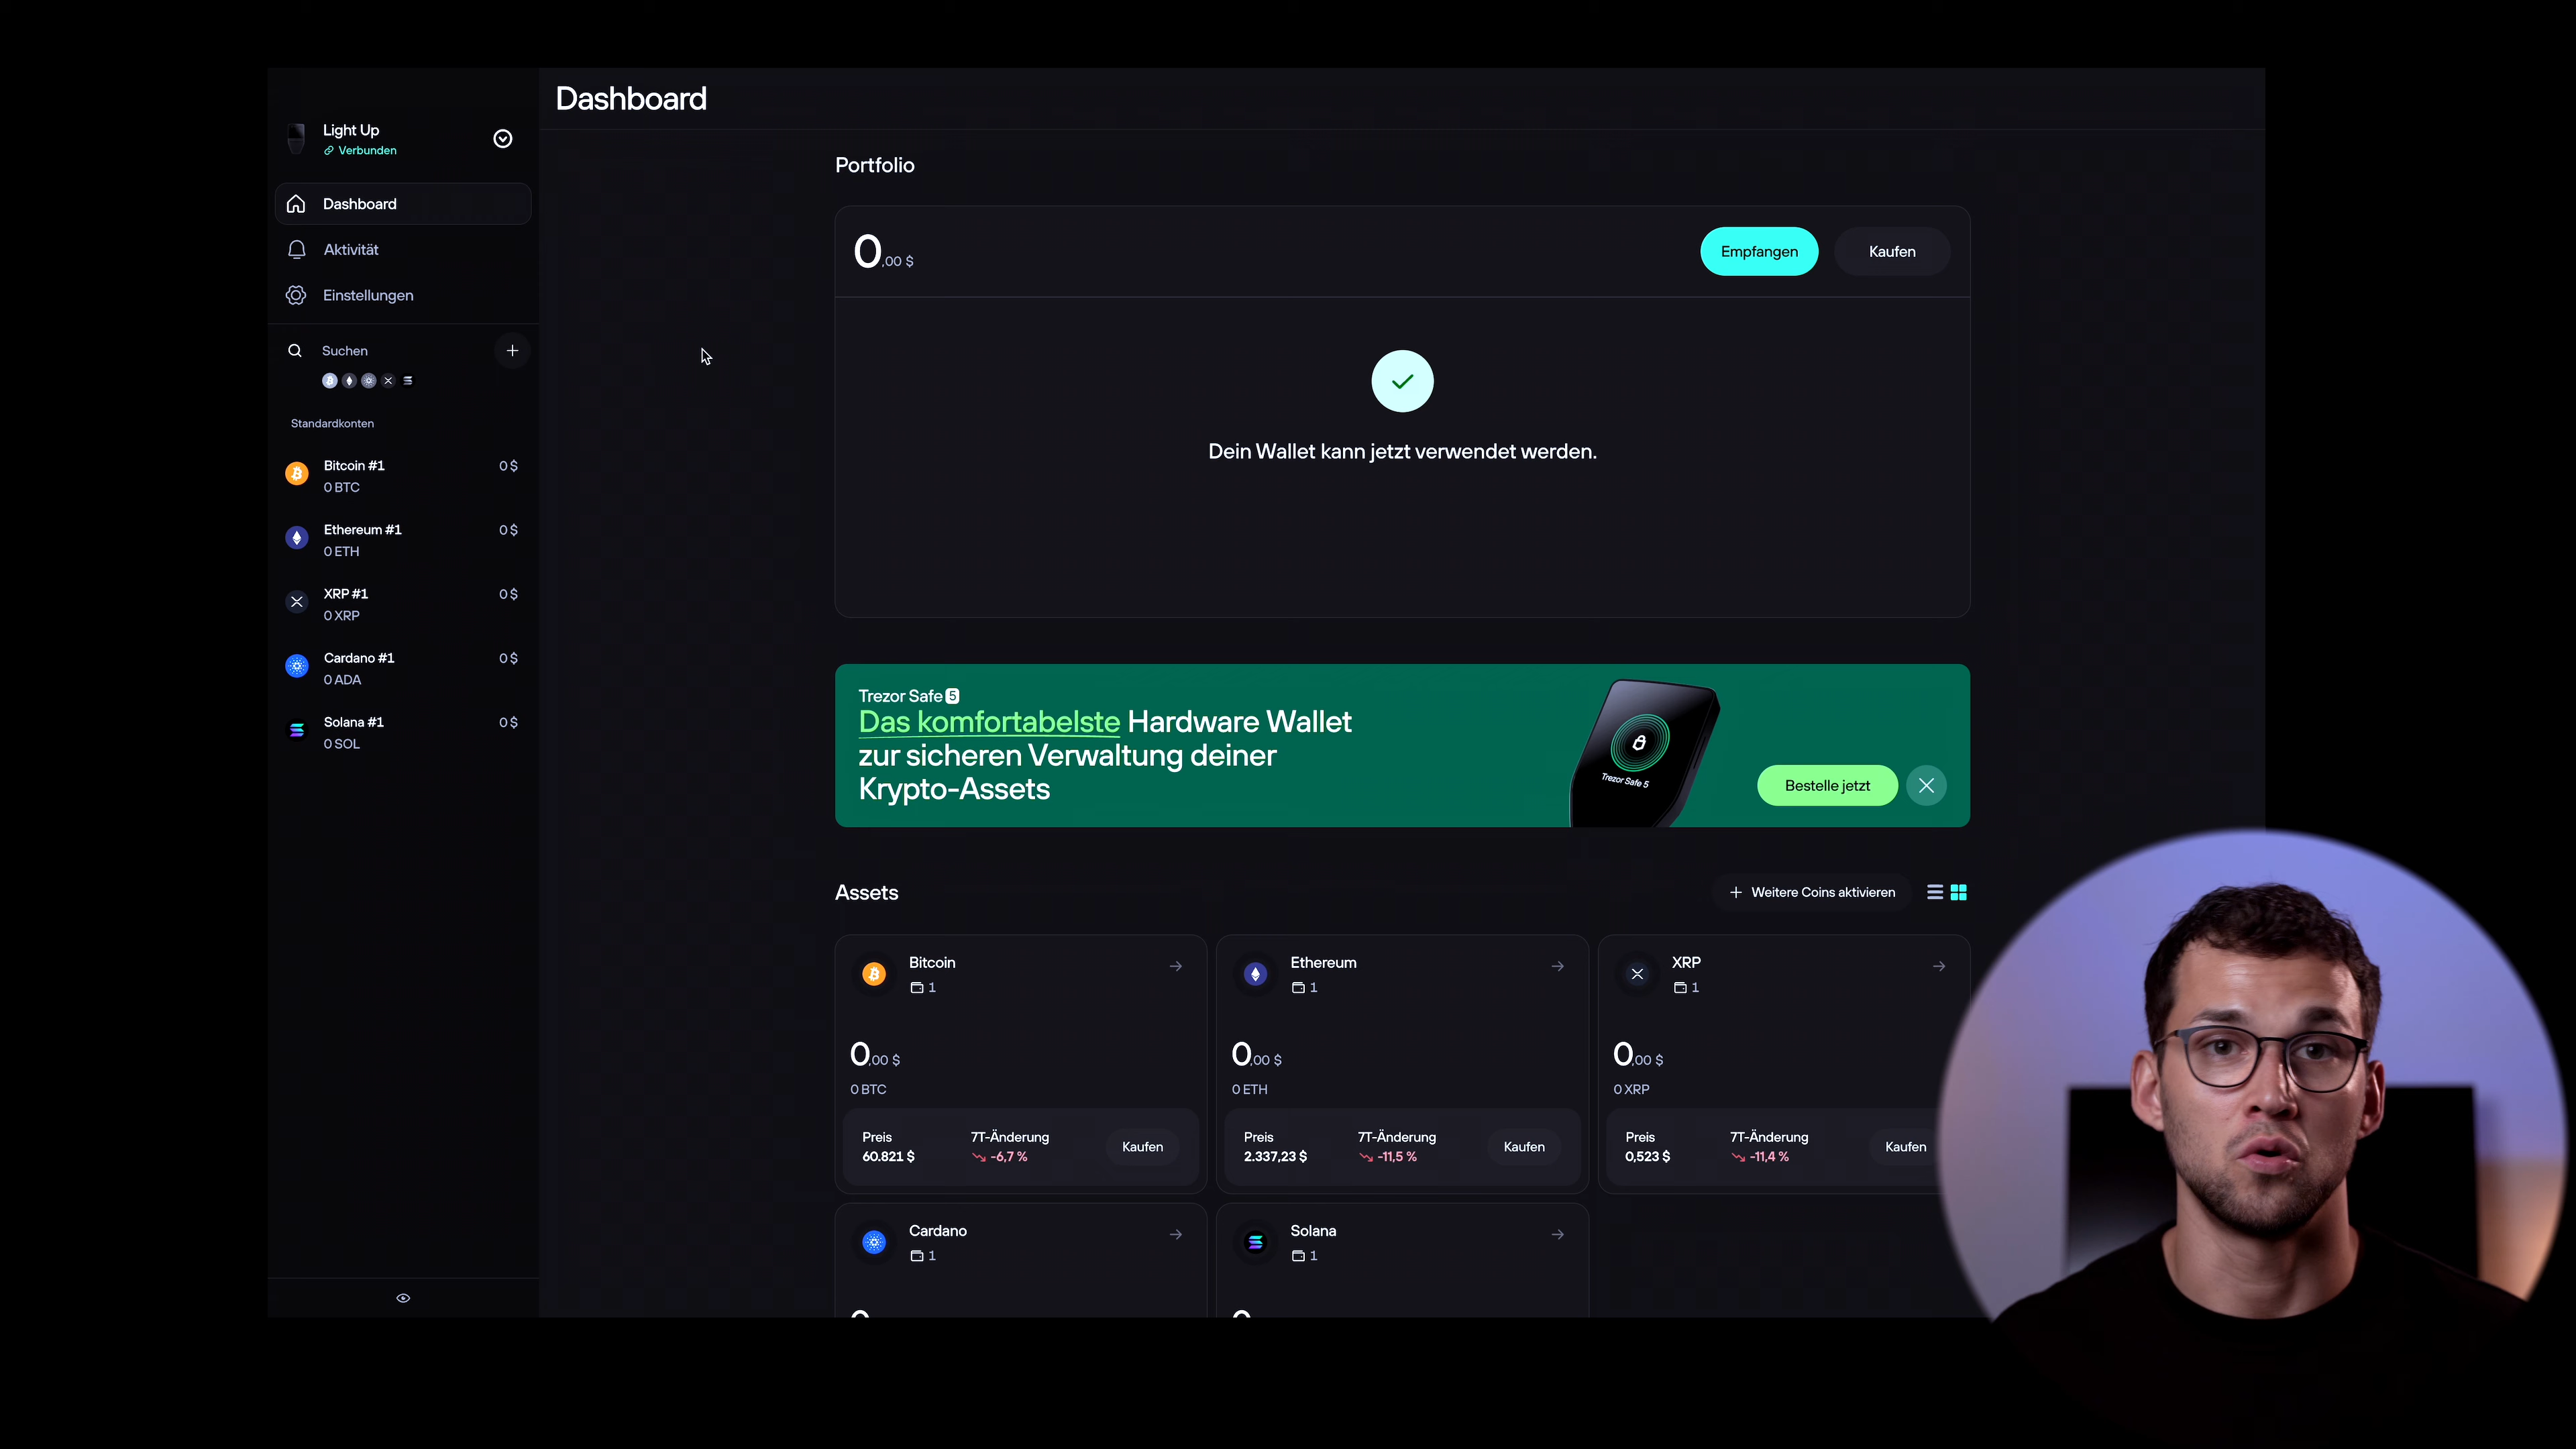 Dashboard
Light Up
Verbunden
Dashboard
Aktivität
Einstellungen
Suchen
Standardkonten
Bitcoin #1 0 $
0 BTC
Ethereum #1 0 $
0 ETH
XRP #1 0 $
0 XRP
Cardano #1 0 $
0 ADA
Solana #1 0 $
0 SOL
Portfolio
0,00 $
Empfangen
Kaufen
Dein Wallet kann jetzt verwendet werden.
Trezor Safe 5
Das komfortabelste Hardware Wallet
zur sicheren Verwaltung deiner
Krypto-Assets
Trezor Safe 5
Bestelle jetzt
Assets
Weitere Coins aktivieren
Bitcoin
1
0,00 $
0 BTC
Preis 7T-Änderung
60.821 $ -6,7 %
Kaufen
Ethereum
1
0,00 $
0 ETH
Preis 7T-Änderung
2.337,23 $ -11,5 %
Kaufen
XRP
1
0,00 $
0 XRP
Preis 7T-Änderung
0,523 $ -11,4 %
Kaufen
Cardano
1
Solana
1